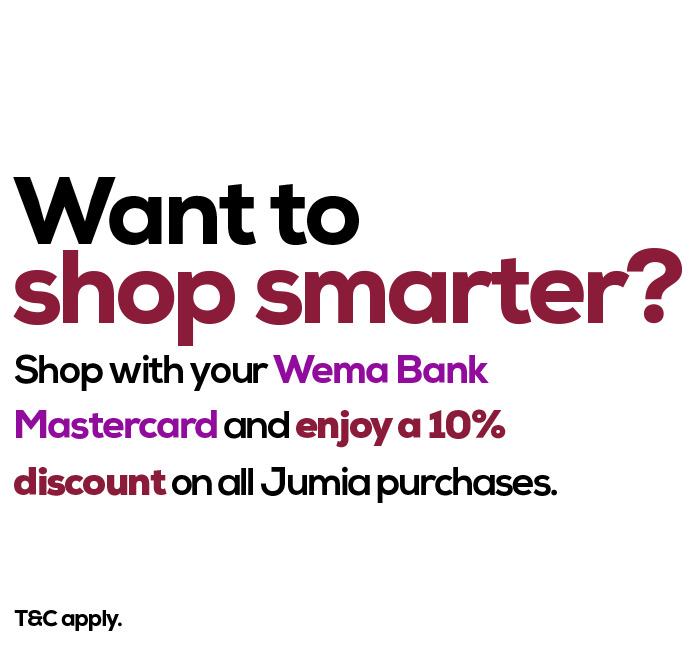 Want to
shop smarter?
Shop with your Wema Bank
Mastercard and enjoy a 10%
discount on all Jumia purchases.
T&C apply.